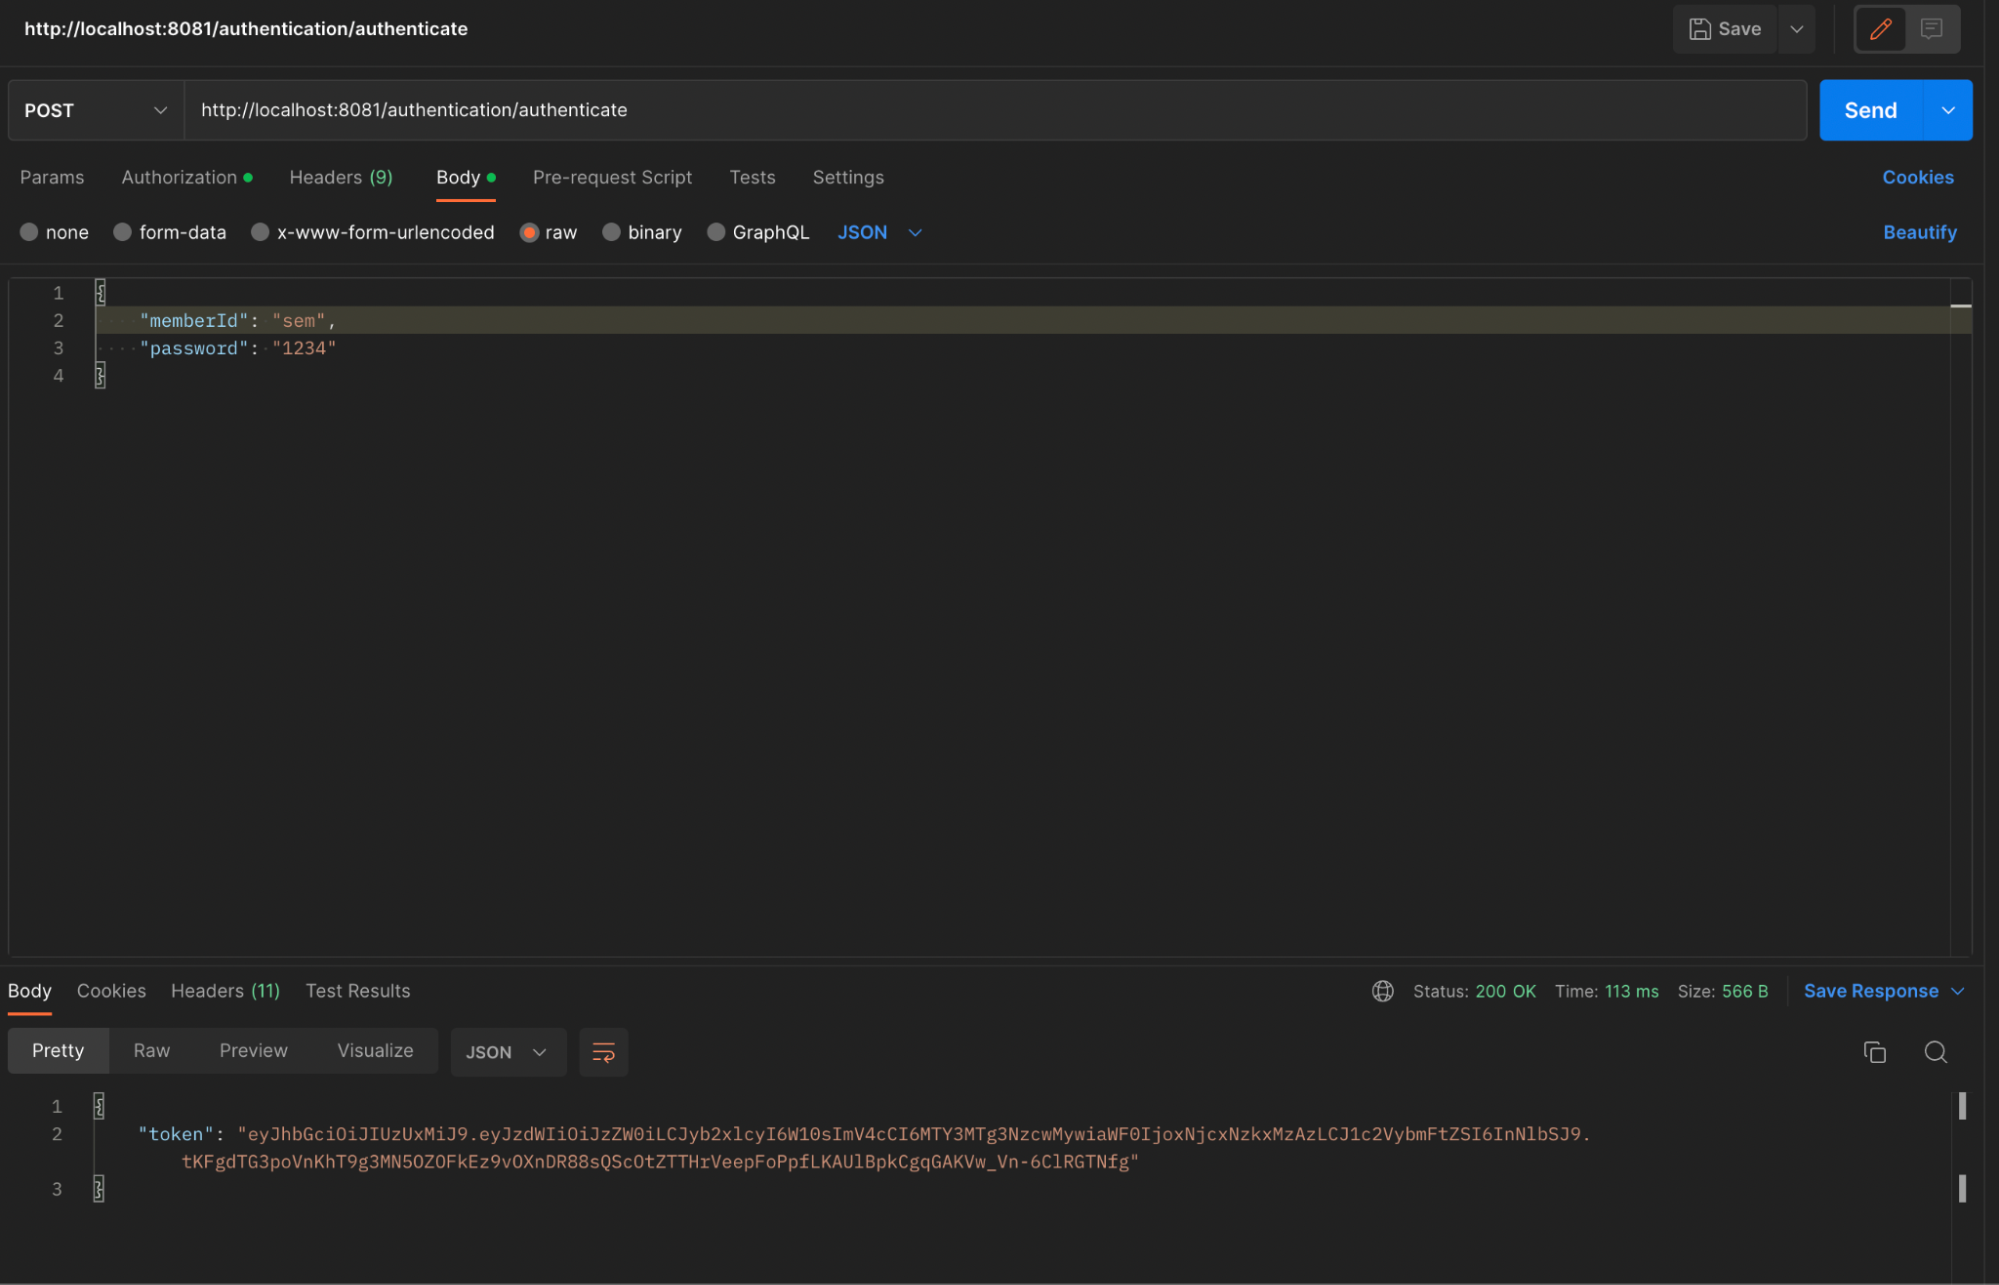 http://localhost:8081/authentication/authenticate
Save
POST
http://localhost:8081/authentication/authenticate
Send
Params Authorization Headers (9) Body Pre-request Script Tests Settings Cookies
none form-data x-www-form-urlencoded raw binary GraphQL JSON Beautify
1 {
2 "memberId": "sem",
3 "password": "1234"
4 }
Body Cookies Headers (11) Test Results Status: 200 OK Time: 113 ms Size: 566 B Save Response
Pretty Raw Preview Visualize JSON
1 {
2 "token": "eyJhbGciOiJIUzUxMiJ9.eyJzdWIiOiJzZW0iLCJyb2xlcyI6W10sImV4cCI6MTY3MTg3NzcwMywiaWF0IjoxNjcxNzkxMzAzLCJ1c2VybmFtZSI6InNlbSJ9.
tKFgdTG3poVnKhT9g3MN5OZOFkEz9vOXnDR88sQScOtZTTHrVeepFoPpfLKAUlBpkCgqGAKVw_Vn-6ClRGTNfg"
3 }